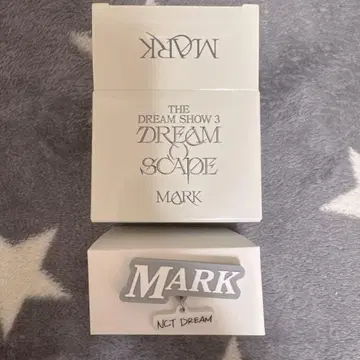 MARK
THE
DREAM SHOW 3
DREAM
SCAPE
MARK
MARK
NCT DREAM